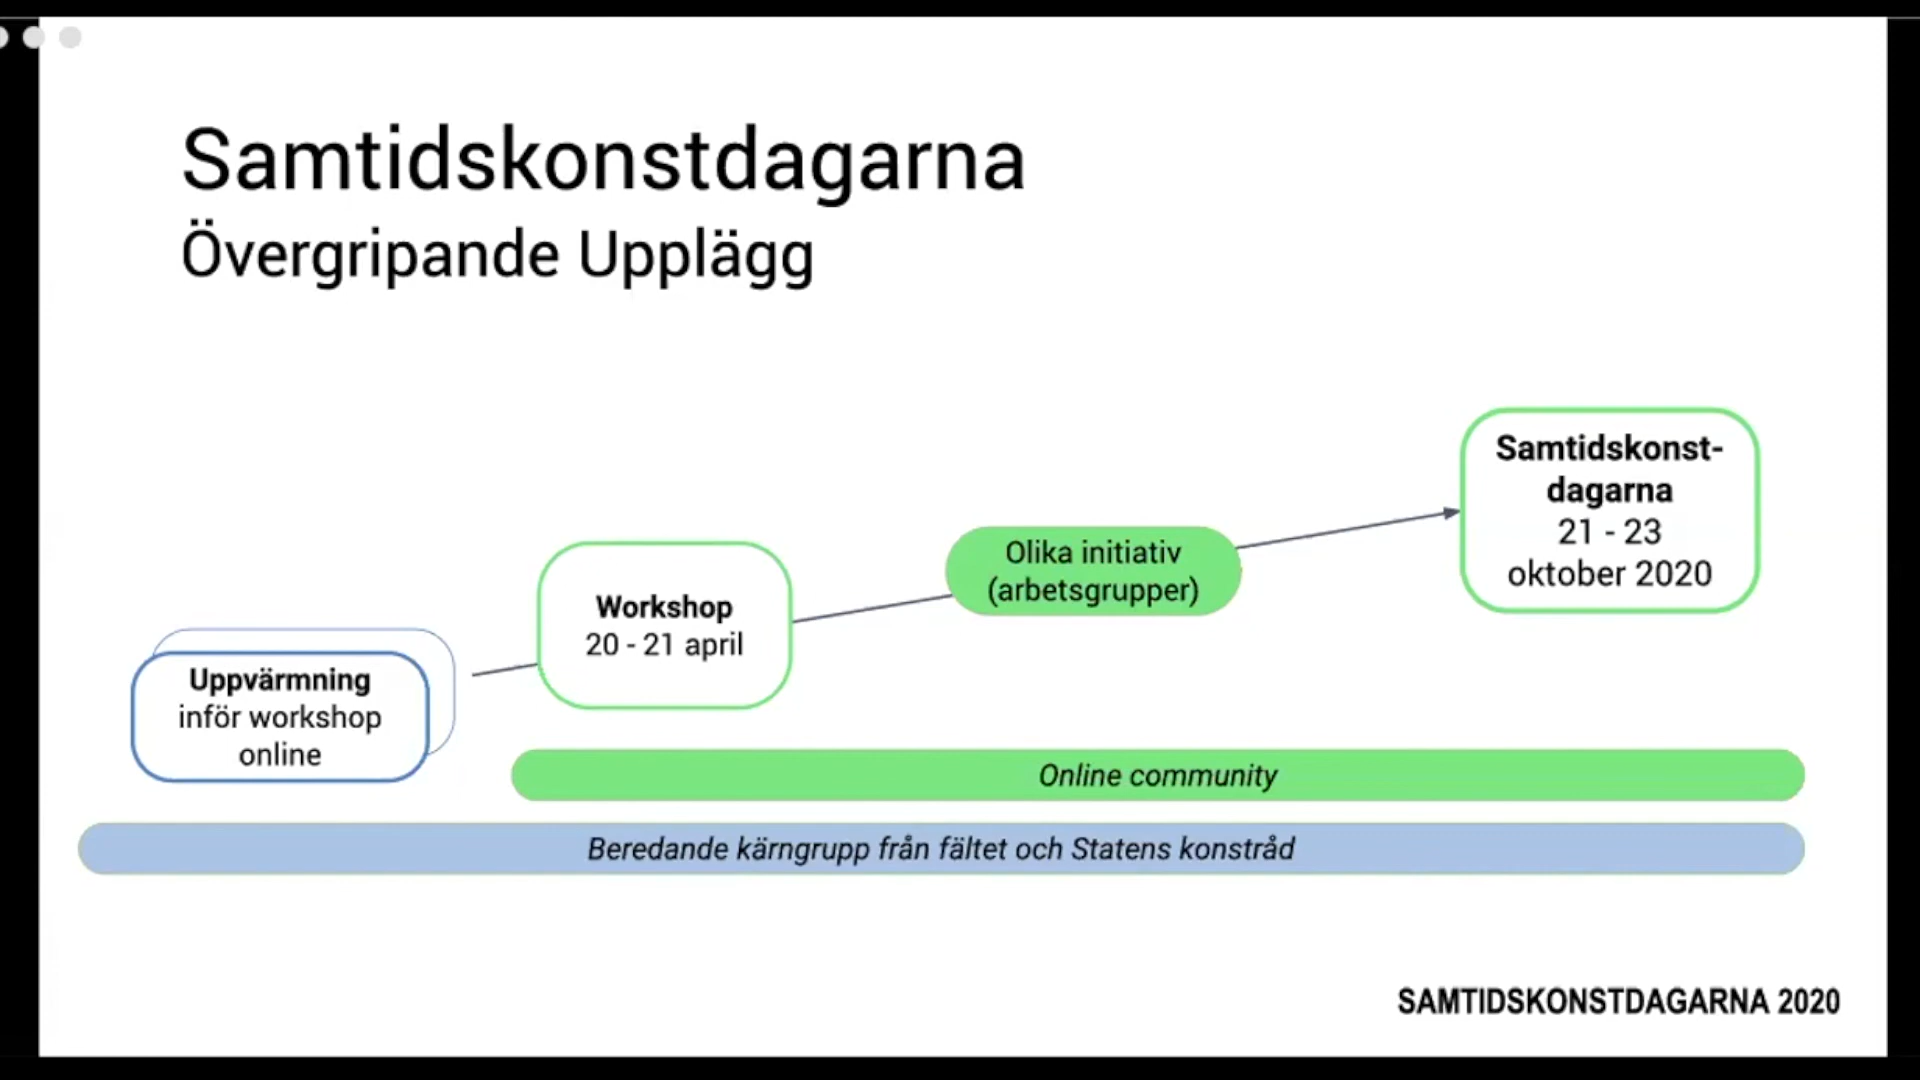 Samtidskonstdagarna
Övergripande Upplägg
Samtidskonst-
dagarna
21 - 23
oktober 2020
Olika initiativ
(arbetsgrupper)
Workshop
20 - 21 april
Uppvärmning
inför workshop
online
Online community
Beredande kärngrupp från fältet och Statens konstråd
SAMTIDSKONSTDAGARNA 2020